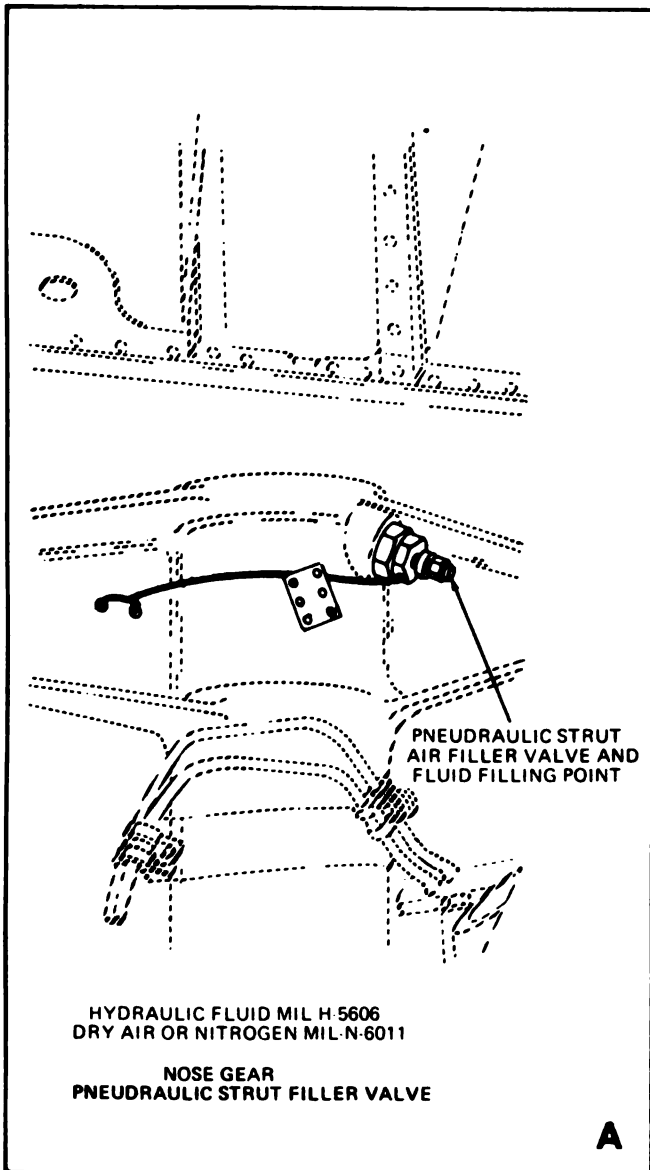 PNEUDRAULIC STRUT
AIR FILLER VALVE AND
FLUID FILLING POINT
HYDRAULIC FLUID MIL H-5606
DRY AIR OR NITROGEN MIL-N-6011
NOSE GEAR
PNEUDRAULIC STRUT FILLER VALVE
A